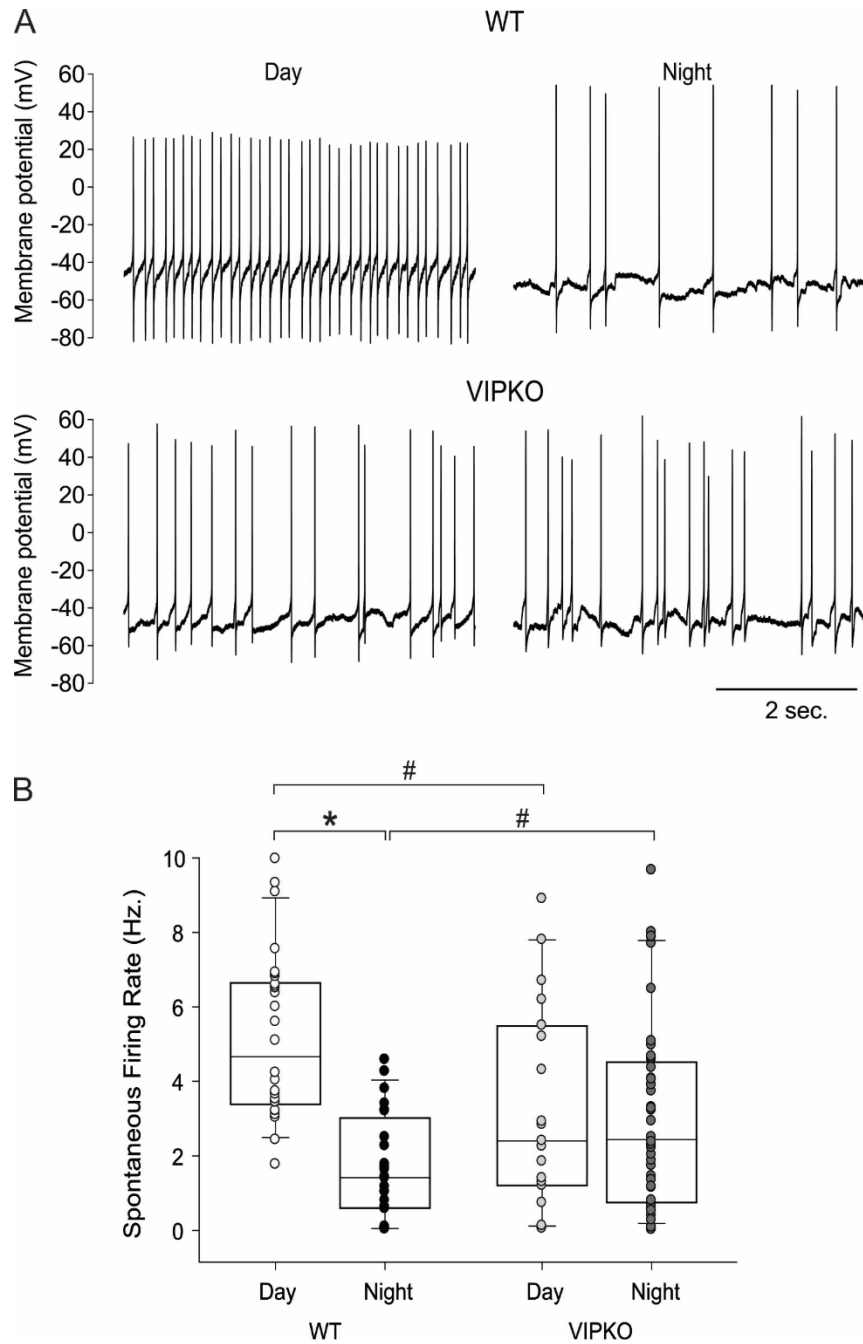 A
WT
Day
Night
Membrane potential (mV)
60
40
20
0
-20
-40
-60
-80
VIPKO
Membrane potential (mV)
60
40
20
0
-20
-40
-60
-80
2 sec.
B
#
*
#
Spontaneous Firing Rate (Hz.)
10
8
6
4
2
0
Day Night Day Night
WT VIPKO